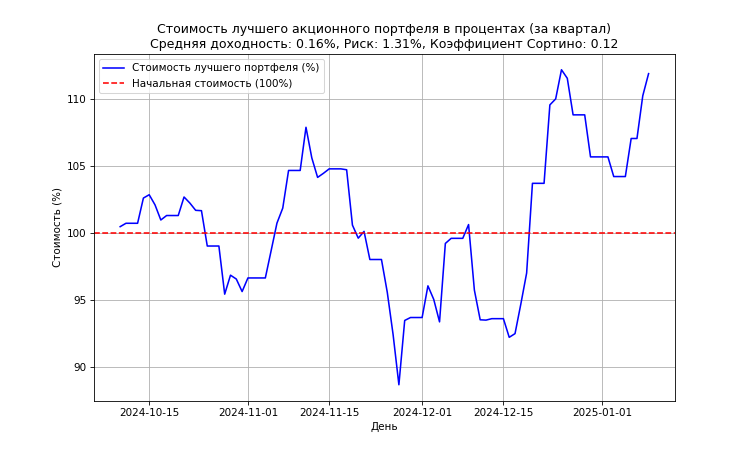 Стоимость лучшего акционного портфеля в процентах (за квартал)
Средняя доходность: 0.16%, Риск: 1.31%, Коэффициент Сортино: 0.12
Стоимость лучшего портфеля (%)
Начальная стоимость (100%)
Стоимость (%)
110
105
100
95
90
2024-10-15
2024-11-01
2024-11-15
2024-12-01
2024-12-15
2025-01-01
День